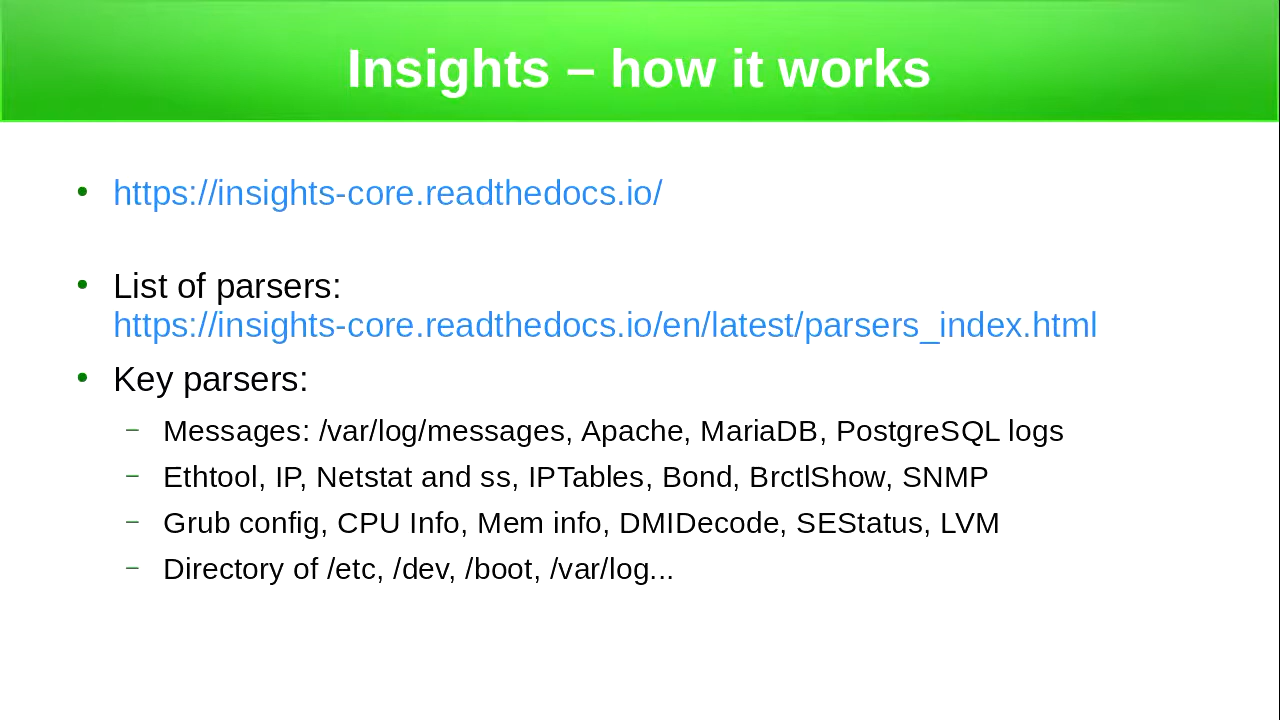 Insights – how it works
• https://insights-core.readthedocs.io/
• List of parsers:
https://insights-core.readthedocs.io/en/latest/parsers_index.html
• Key parsers:
– Messages: /var/log/messages, Apache, MariaDB, PostgreSQL logs
– Ethtool, IP, Netstat and ss, IPTables, Bond, BrctlShow, SNMP
– Grub config, CPU Info, Mem info, DMIDecode, SEStatus, LVM
– Directory of /etc, /dev, /boot, /var/log...